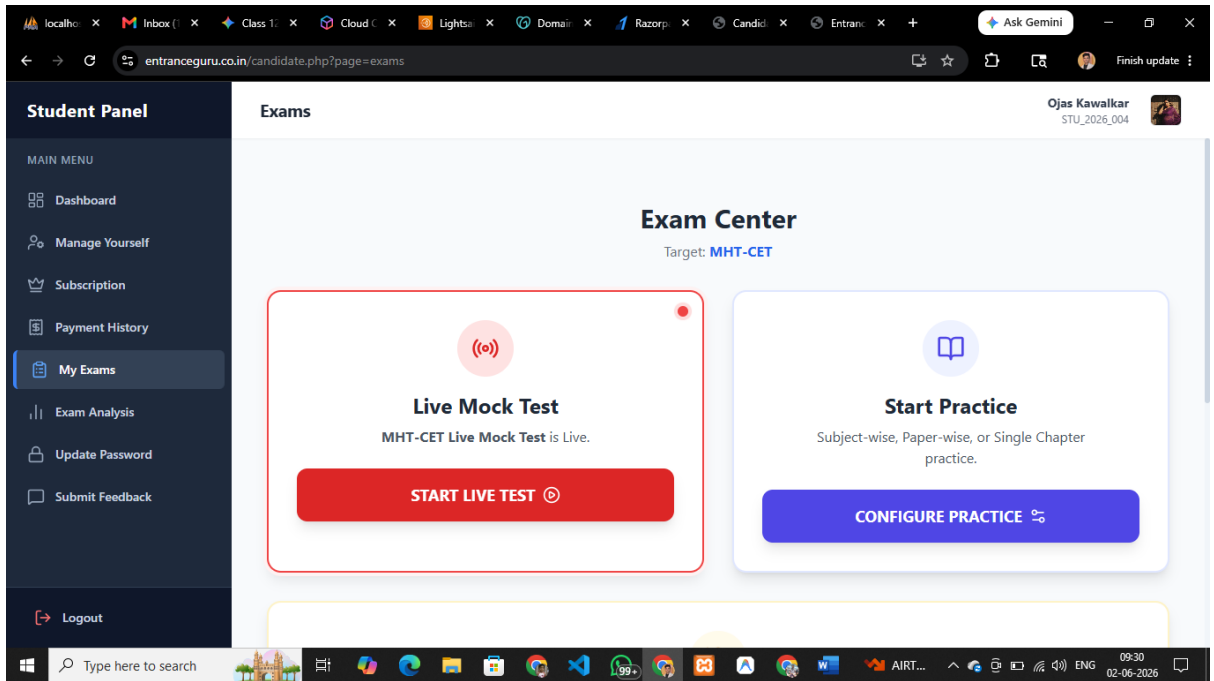 localhos
Inbox (1
Class 12
Cloud C
Lightsa
Domain
Razorp
Candid
Entranc
Ask Gemini
entranceguru.co.in/candidate.php?page=exams
Finish update
Student Panel
Exams
Ojas Kawalkar
STU_2026_004
MAIN MENU
Dashboard
Manage Yourself
Subscription
Payment History
My Exams
Exam Analysis
Update Password
Submit Feedback
Logout
Exam Center
Target: MHT-CET
Live Mock Test
MHT-CET Live Mock Test is Live.
START LIVE TEST
Start Practice
Subject-wise, Paper-wise, or Single Chapter
practice.
CONFIGURE PRACTICE
Type here to search
99+
AIRT...
ENG
09:30
02-06-2026